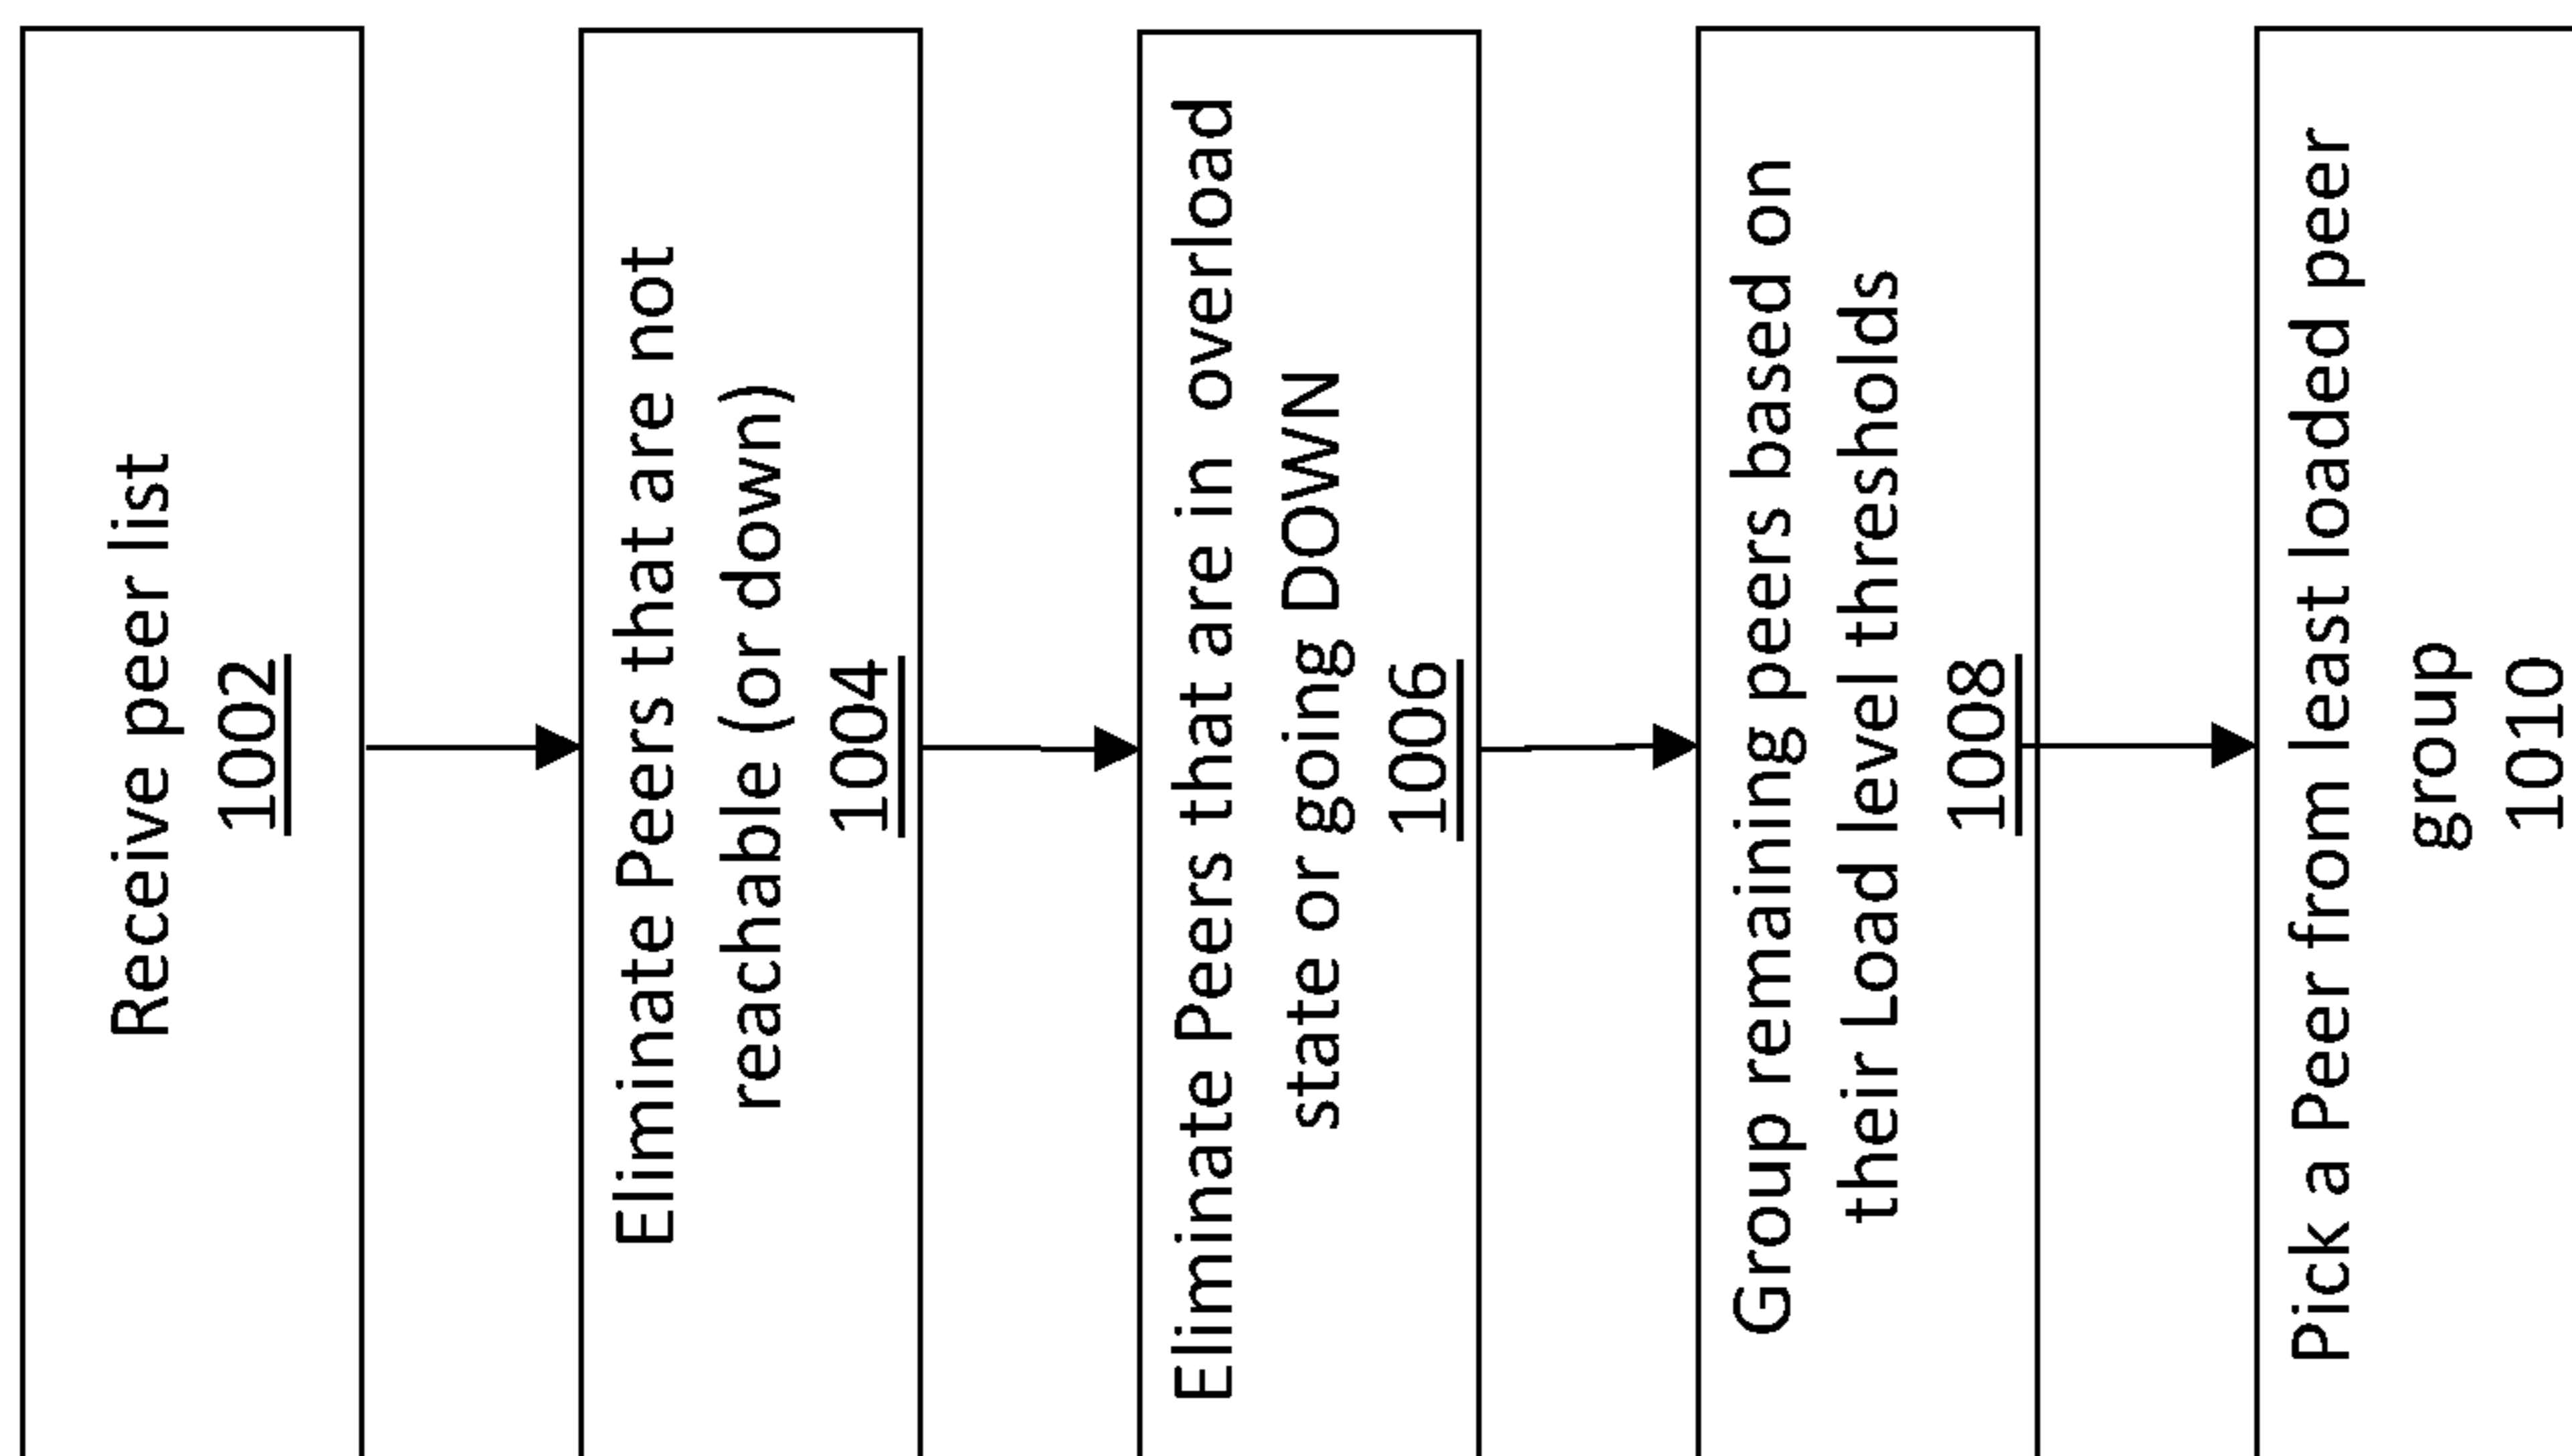 Receive peer list
1002
Eliminate Peers that are not
reachable (or down)
1004
Eliminate Peers that are in  overload
state or going DOWN
1006
Group remaining peers based on
their Load level thresholds
1008
Pick a Peer from least loaded peer
group
1010